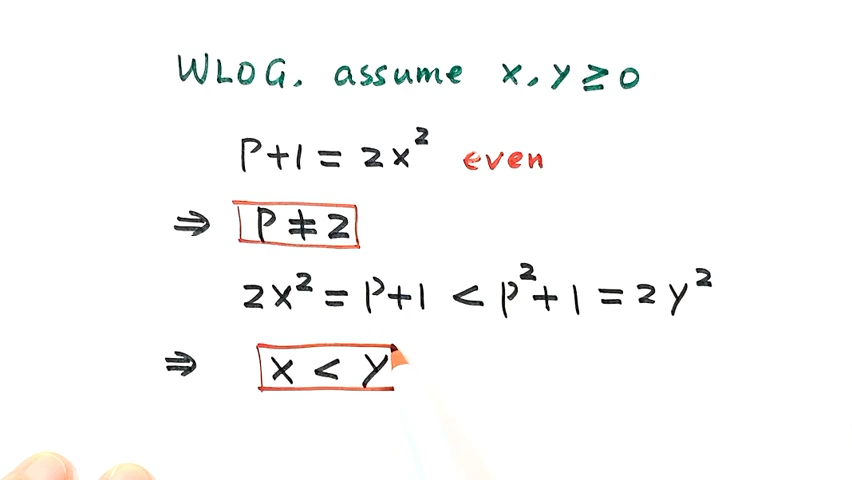 WLOG, assume x, y ≥ 0
P+1 = 2x² even
⇒ P ≠ 2
2x² = P+1 < P²+1 = 2y²
⇒ x < y